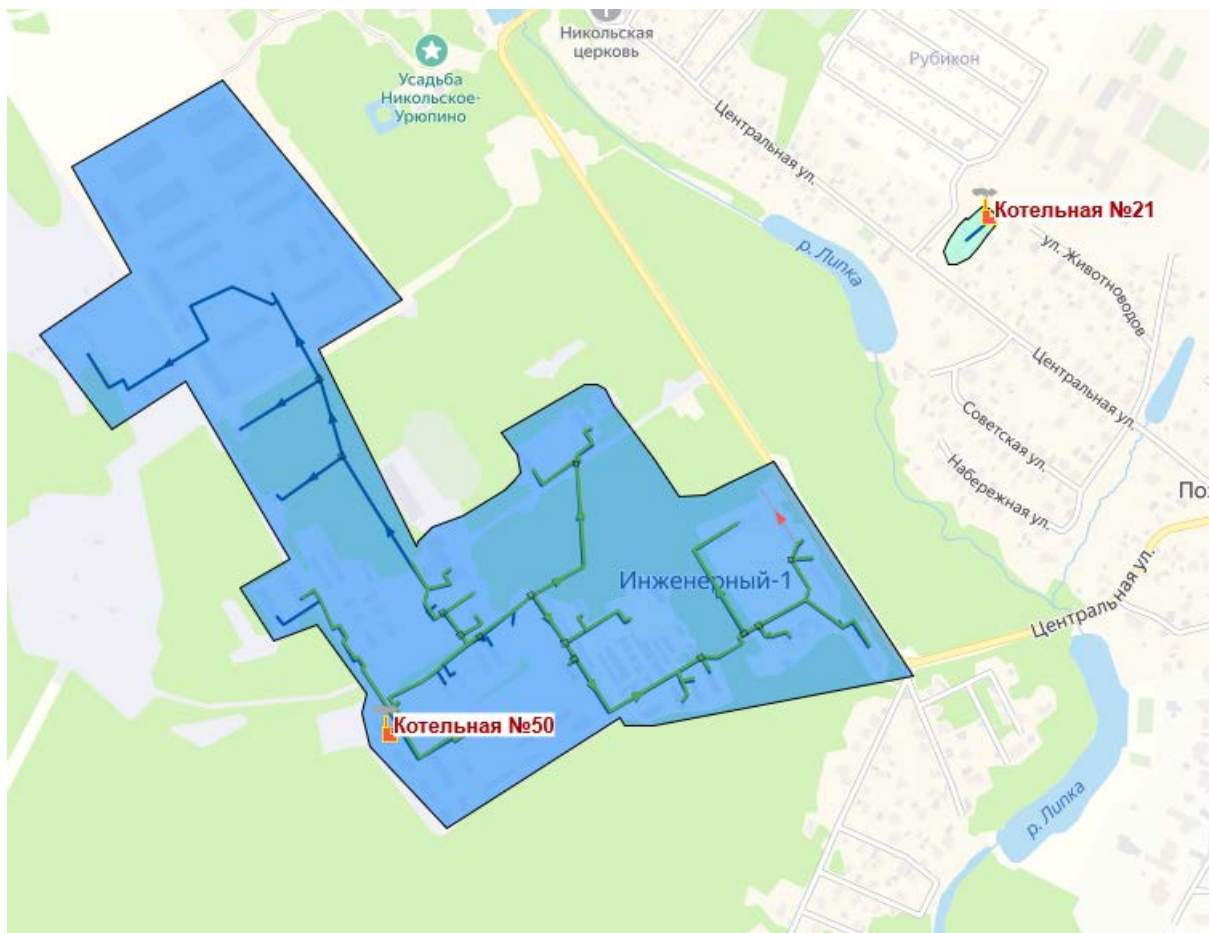 Никольская
церковь
Рубикон
Усадьба
Никольское-
Урюпино
Центральная ул.
Котельная №21
р. Липка
ул. Животноводов
Центральная ул.
Советская ул.
Набережная ул.
Поз
Инженерный-1
Центральная ул.
Котельная №50
р. Липка